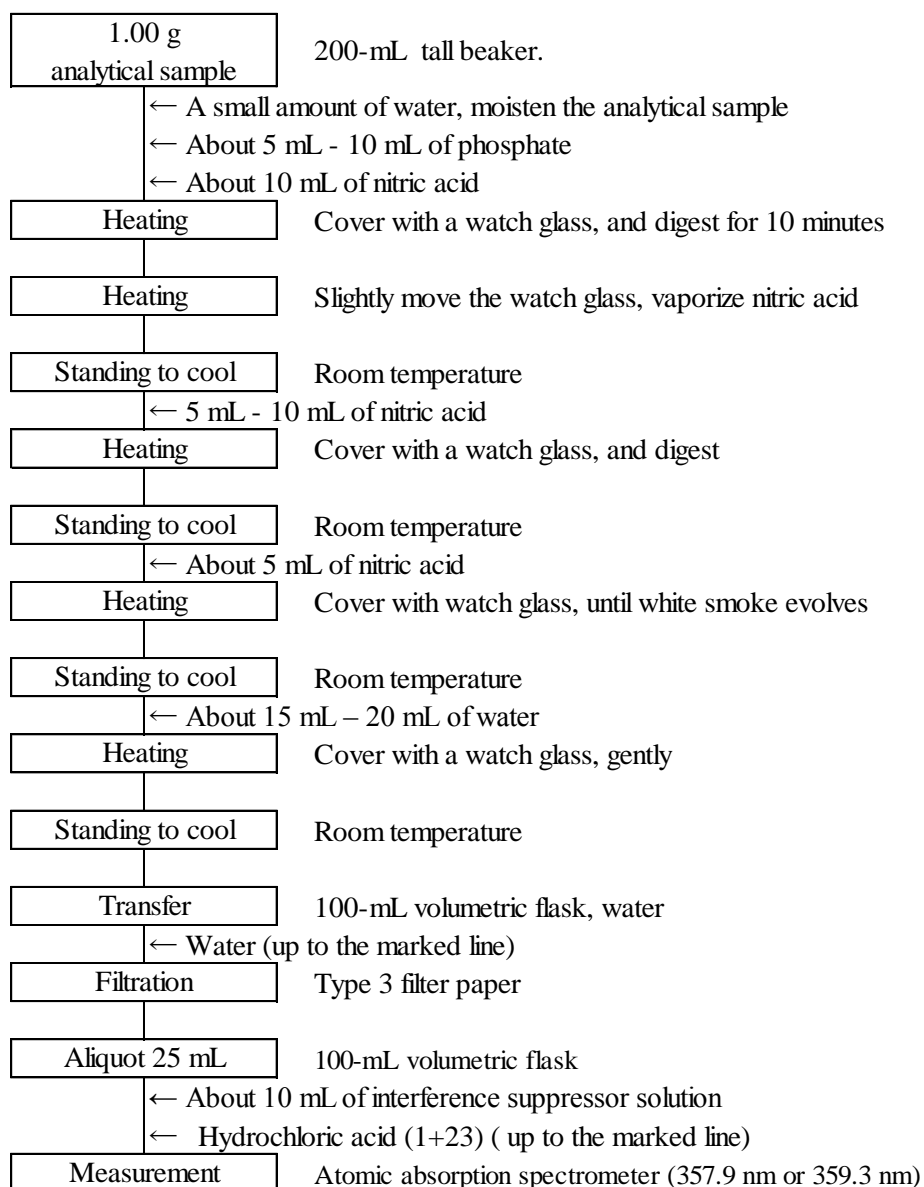 1.00 g
analytical sample
200-mL tall beaker.
← A small amount of water, moisten the analytical sample
← About 5 mL - 10 mL of phosphate
← About 10 mL of nitric acid
Heating Cover with a watch glass, and digest for 10 minutes
Heating Slightly move the watch glass, vaporize nitric acid
Standing to cool Room temperature
← 5 mL - 10 mL of nitric acid
Heating Cover with a watch glass, and digest
Standing to cool Room temperature
← About 5 mL of nitric acid
Heating Cover with watch glass, until white smoke evolves
Standing to cool Room temperature
← About 15 mL – 20 mL of water
Heating Cover with a watch glass, gently
Standing to cool Room temperature
Transfer 100-mL volumetric flask, water
← Water (up to the marked line)
Filtration Type 3 filter paper
Aliquot 25 mL 100-mL volumetric flask
← About 10 mL of interference suppressor solution
← Hydrochloric acid (1+23) ( up to the marked line)
Measurement Atomic absorption spectrometer (357.9 nm or 359.3 nm)